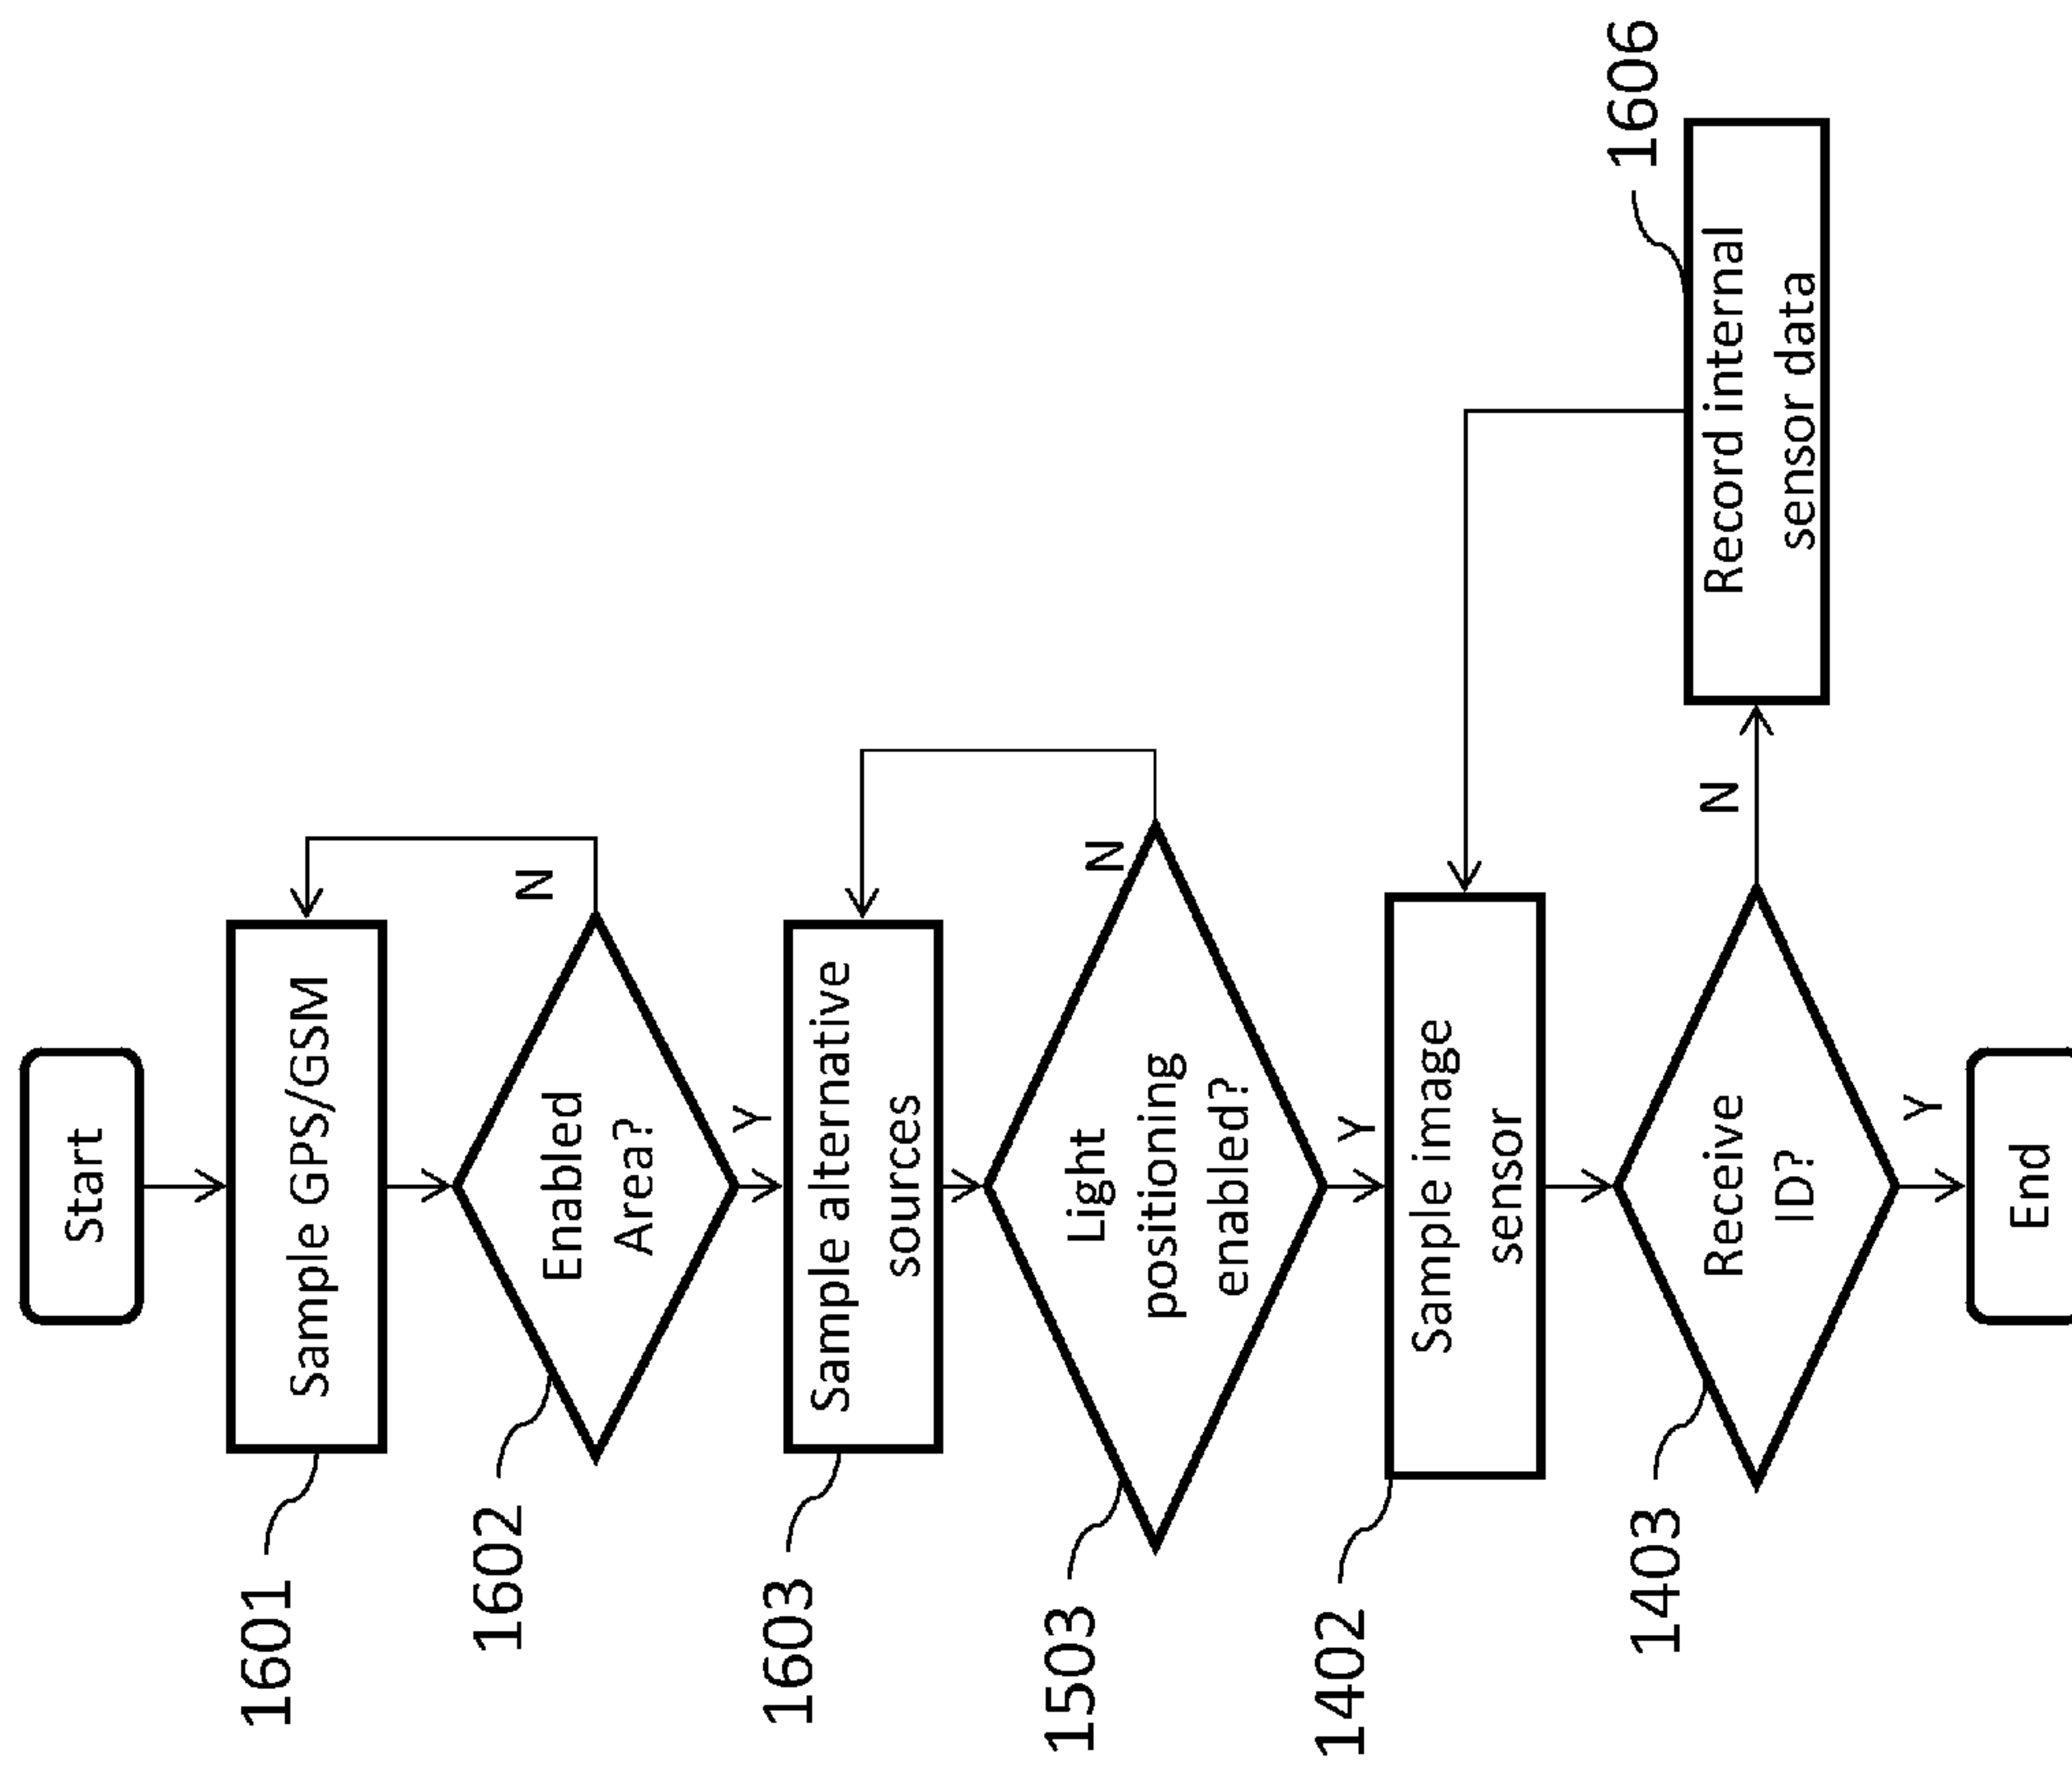 Start
1601
Sample GPS/GSM
1602
Enabled
Area?
N
Y
1603
Sample alternative
sources
1503
Light
positioning
enabled?
N
Y
1402
Sample image
sensor
1403
Receive
ID?
N
1606
Record internal
sensor data
Y
End